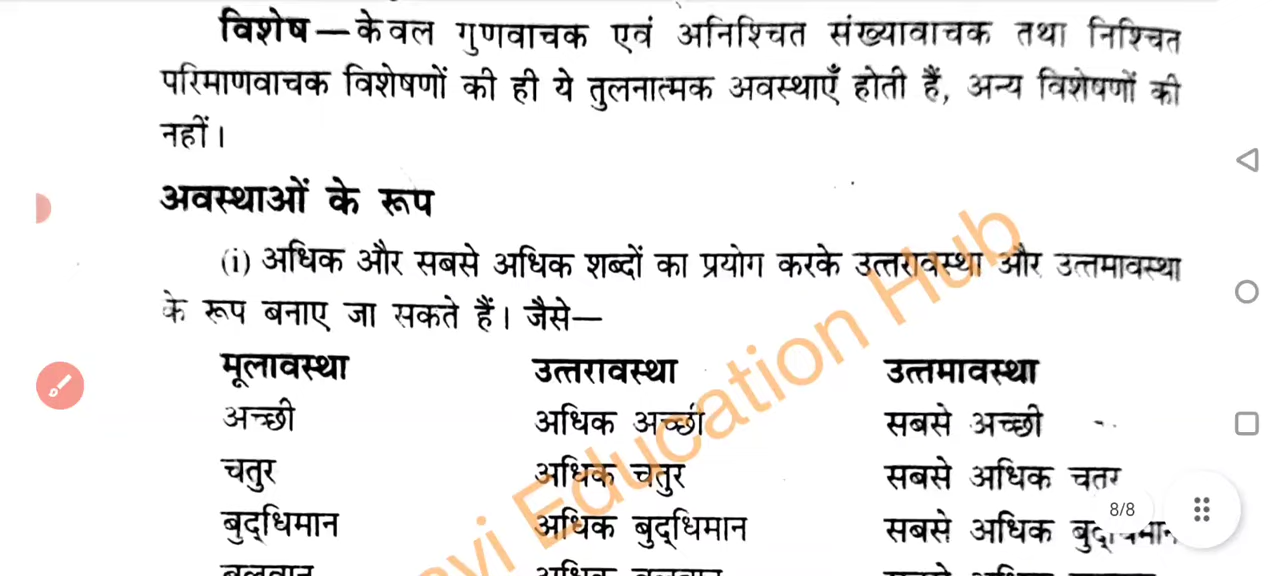 विशेष—केवल गुणवाचक एवं अनिश्चित संख्यावाचक तथा निश्चित
परिमाणवाचक विशेषणों की ही ये तुलनात्मक अवस्थाएँ होती हैं, अन्य विशेषणों की
नहीं।
अवस्थाओं के रूप
(i) अधिक और सबसे अधिक शब्दों का प्रयोग करके उत्तरावस्था और उत्तमावस्था
के रूप बनाए जा सकते हैं। जैसे—
मूलावस्था उत्तरावस्था उत्तमावस्था
अच्छी अधिक अच्छी सबसे अच्छी
चतुर अधिक चतुर सबसे अधिक चतुर
बुद्धिमान अधिक बुद्धिमान सबसे अधिक
8/8
Education Hub